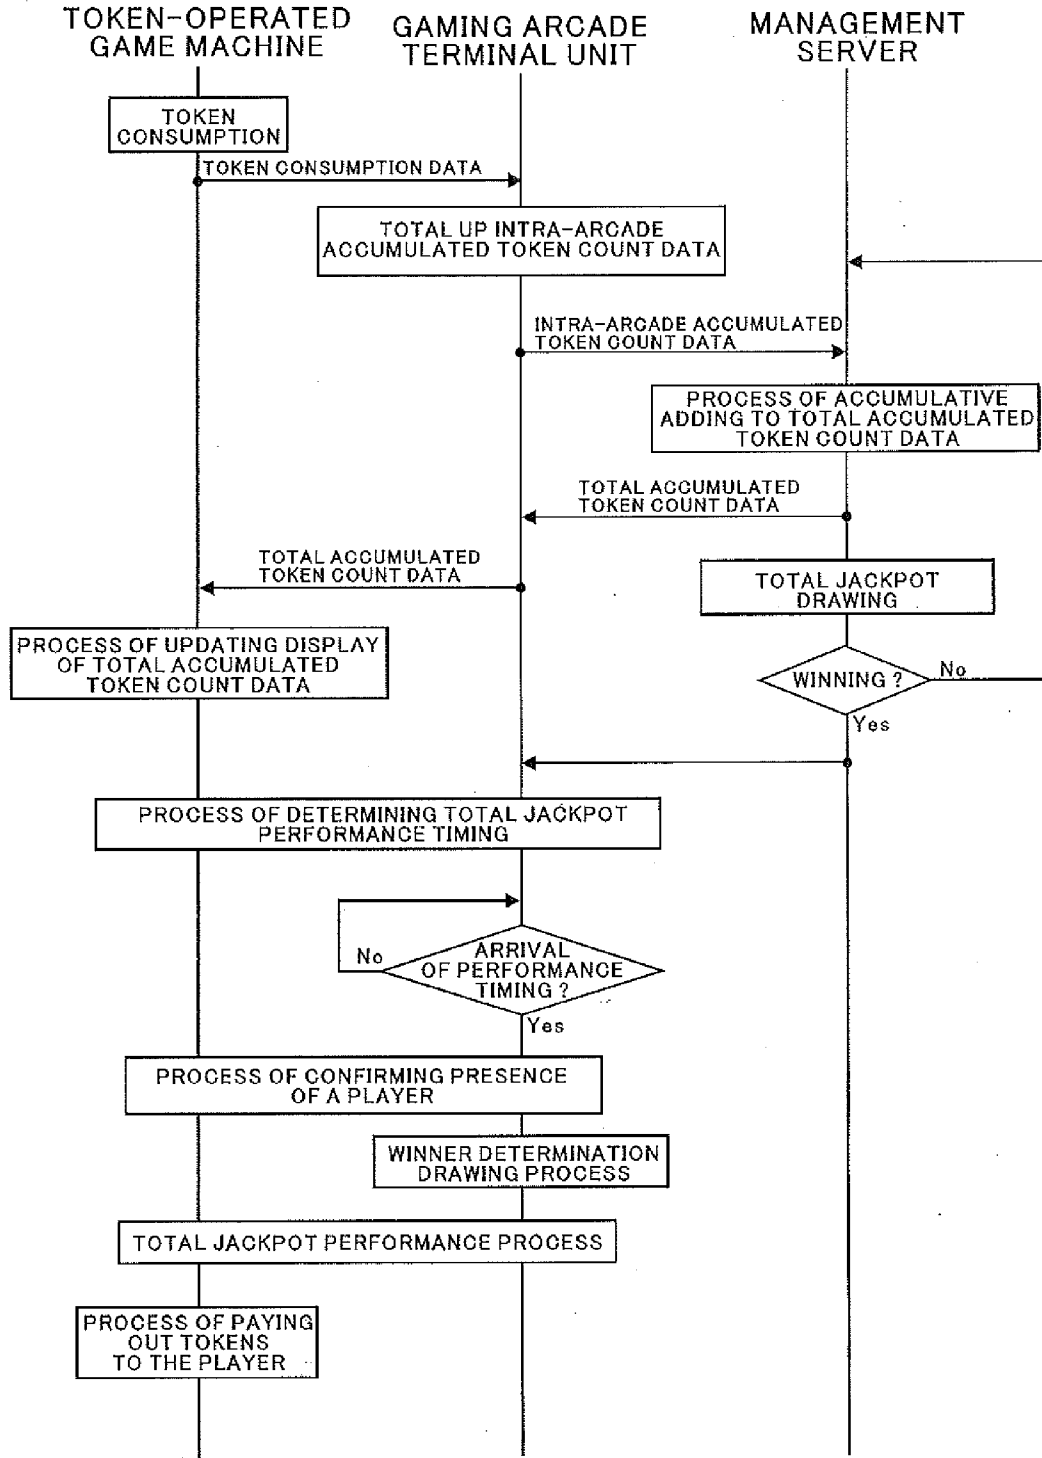 TOKEN-OPERATED
GAME MACHINE
GAMING ARCADE
TERMINAL UNIT
MANAGEMENT
SERVER
TOKEN
CONSUMPTION
TOKEN CONSUMPTION DATA
TOTAL UP INTRA-ARCADE
ACCUMULATED TOKEN COUNT DATA
INTRA-ARCADE ACCUMULATED
TOKEN COUNT DATA
PROCESS OF ACCUMULATIVE
ADDING TO TOTAL ACCUMULATED
TOKEN COUNT DATA
TOTAL ACCUMULATED
TOKEN COUNT DATA
TOTAL ACCUMULATED
TOKEN COUNT DATA
TOTAL JACKPOT
DRAWING
PROCESS OF UPDATING DISPLAY
OF TOTAL ACCUMULATED
TOKEN COUNT DATA
WINNING ?
No
Yes
PROCESS OF DETERMINING TOTAL JACKPOT
PERFORMANCE TIMING
No
ARRIVAL
OF PERFORMANCE
TIMING ?
Yes
PROCESS OF CONFIRMING PRESENCE
OF A PLAYER
WINNER DETERMINATION
DRAWING PROCESS
TOTAL JACKPOT PERFORMANCE PROCESS
PROCESS OF PAYING
OUT TOKENS
TO THE PLAYER